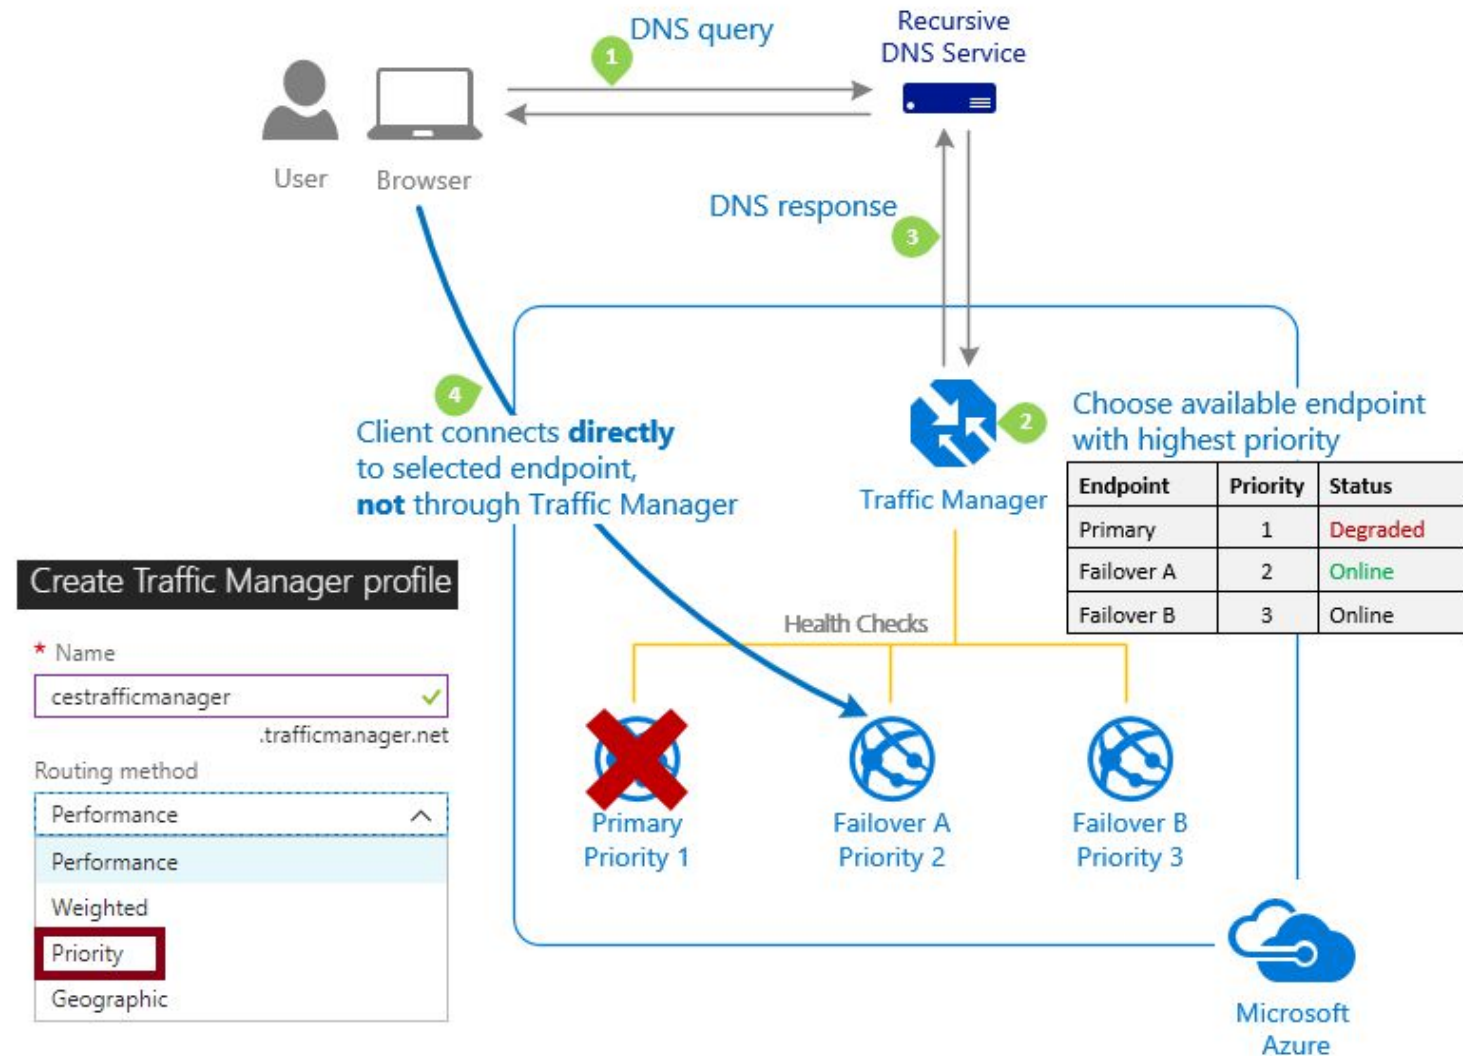 DNS query
1
Recursive
DNS Service
User
Browser
DNS response
3
4
Client connects directly
to selected endpoint,
not through Traffic Manager
2
Traffic Manager
Choose available endpoint
with highest priority
Endpoint Priority Status
Primary 1 Degraded
Failover A 2 Online
Failover B 3 Online
Health Checks
Primary
Priority 1
Failover A
Priority 2
Failover B
Priority 3
Microsoft
Azure
Create Traffic Manager profile
* Name
cestrafficmanager
.trafficmanager.net
Routing method
Performance
Performance
Weighted
Priority
Geographic